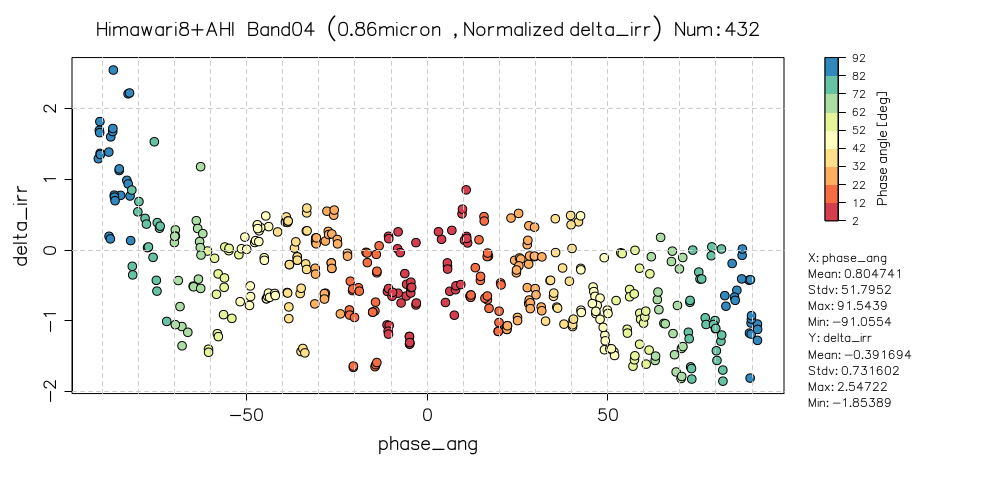 Himawari8+AHI Band04 (0.86micron ,Normalized delta_irr) Num:432
delta_irr
2
1
0
−1
−2
−50
0
50
phase_ang
92
82
72
62
52
42
32
22
12
2
Phase angle [deg]
X: phase_ang
Mean: 0.804741
Stdv: 51.7952
Max: 91.5439
Min: −91.0554
Y: delta_irr
Mean: −0.391694
Stdv: 0.731602
Max: 2.54722
Min: −1.85389